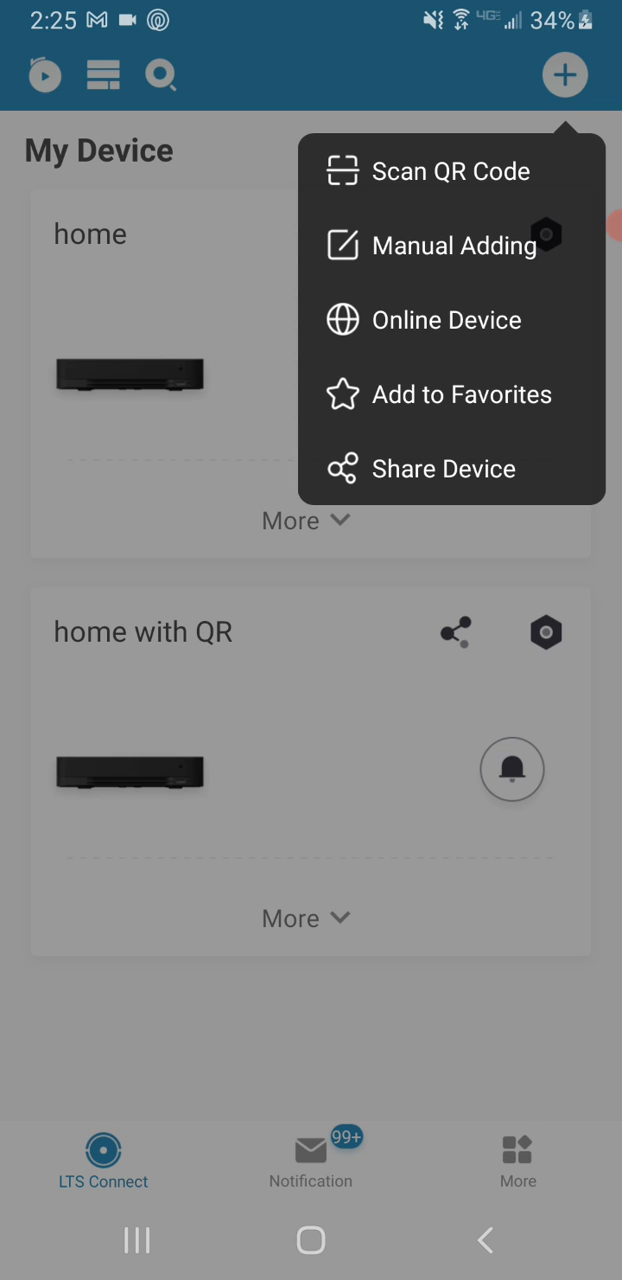 2:25 4GE 34%
My Device
Scan QR Code
home
Manual Adding
Online Device
Add to Favorites
Share Device
More
home with QR
More
99+
LTS Connect Notification More